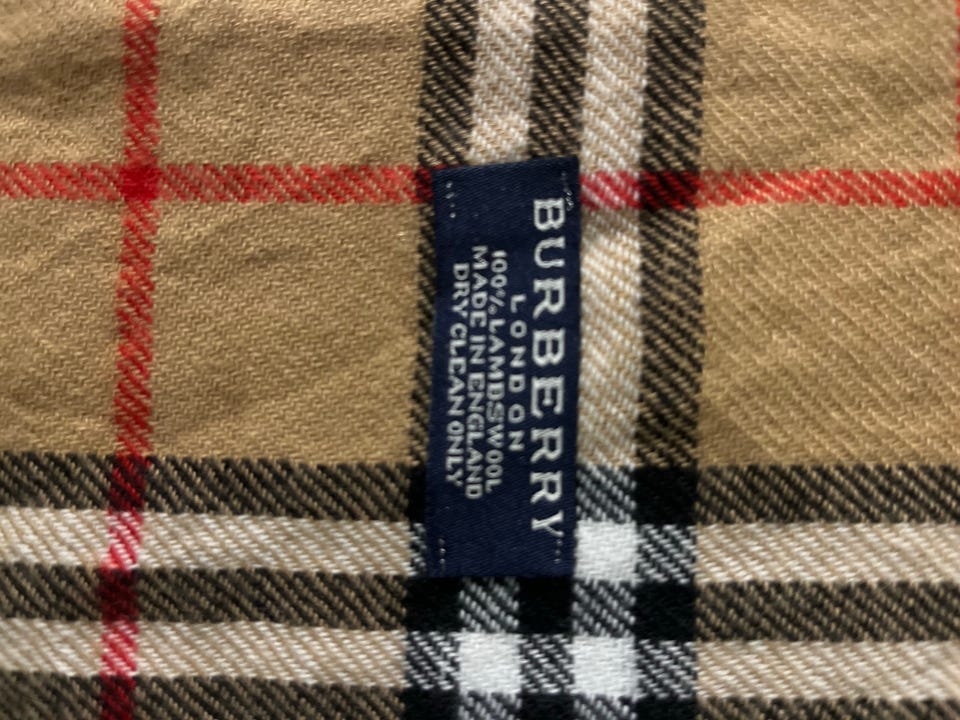 BURBERRY
LONDON
100% LAMBSWOOL
MADE IN ENGLAND
DRY CLEAN ONLY